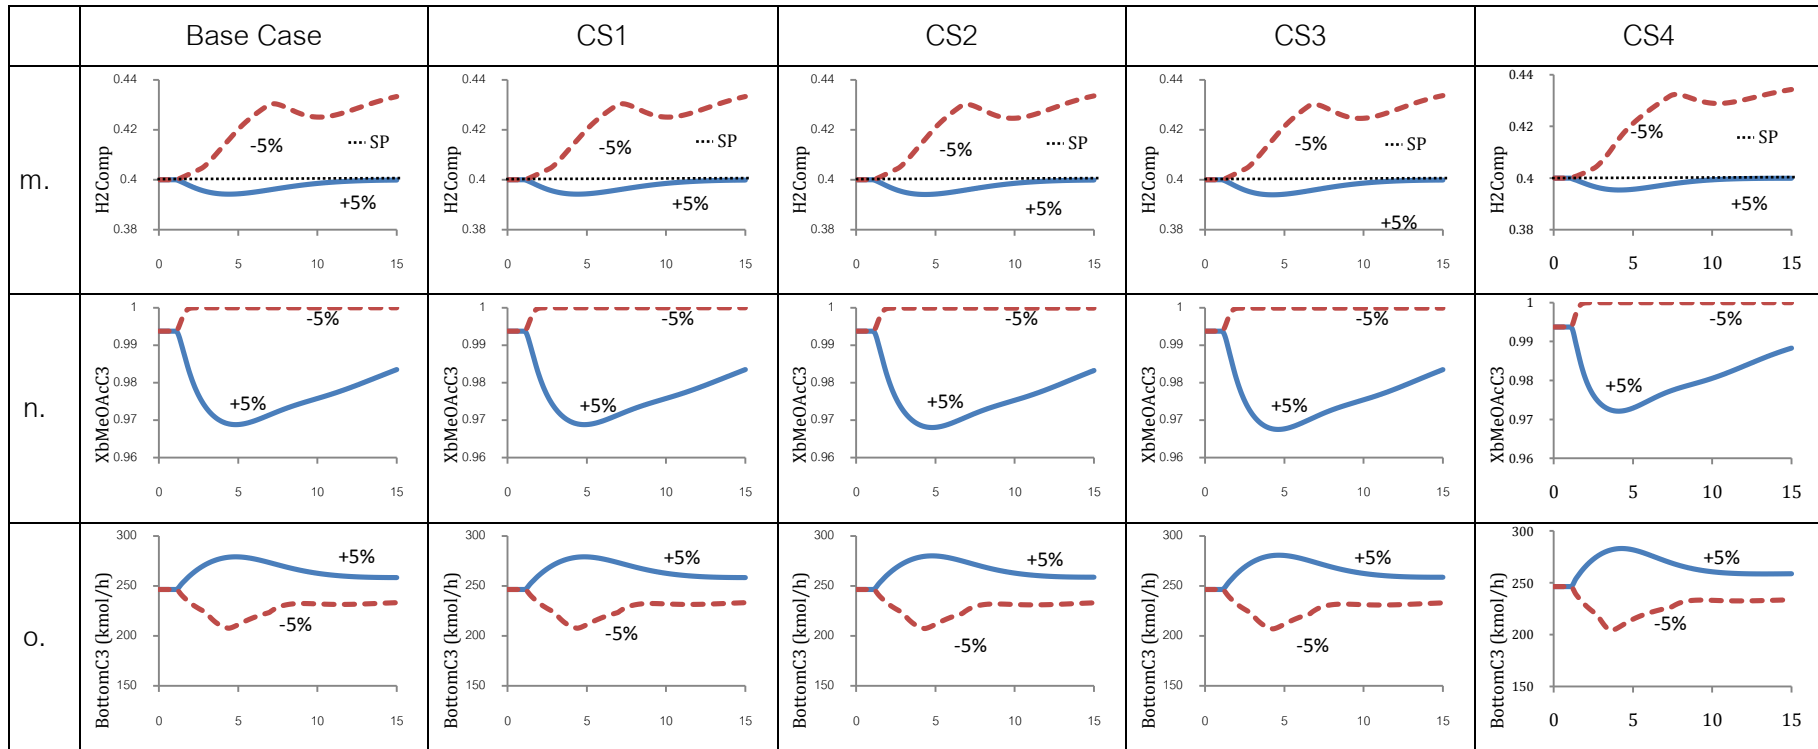 Base Case CS1 CS2 CS3 CS4
m.
H2Comp
0.44
0.42
0.4
0.38
-5%
SP
+5%
0 5 10 15
H2Comp
0.44
0.42
0.4
0.38
-5%
SP
+5%
0 5 10 15
H2Comp
0.44
0.42
0.4
0.38
-5%
SP
+5%
0 5 10 15
H2Comp
0.44
0.42
0.4
0.38
-5%
SP
+5%
0 5 10 15
H2Comp
0.44
0.42
0.4
0.38
-5%
SP
+5%
0 5 10 15
n.
XbMeOAcC3
1
0.99
0.98
0.97
0.96
-5%
+5%
0 5 10 15
XbMeOAcC3
1
0.99
0.98
0.97
0.96
-5%
+5%
0 5 10 15
XbMeOAcC3
1
0.99
0.98
0.97
0.96
-5%
+5%
0 5 10 15
XbMeOAcC3
1
0.99
0.98
0.97
0.96
-5%
+5%
0 5 10 15
XbMeOAcC3
1
0.99
0.98
0.97
0.96
-5%
+5%
0 5 10 15
o.
BottomC3 (kmol/h)
300
250
200
150
+5%
-5%
0 5 10 15
BottomC3 (kmol/h)
300
250
200
150
+5%
-5%
0 5 10 15
BottomC3 (kmol/h)
300
250
200
150
+5%
-5%
0 5 10 15
BottomC3 (kmol/h)
300
250
200
150
+5%
-5%
0 5 10 15
BottomC3 (kmol/h)
300
250
200
150
+5%
-5%
0 5 10 15